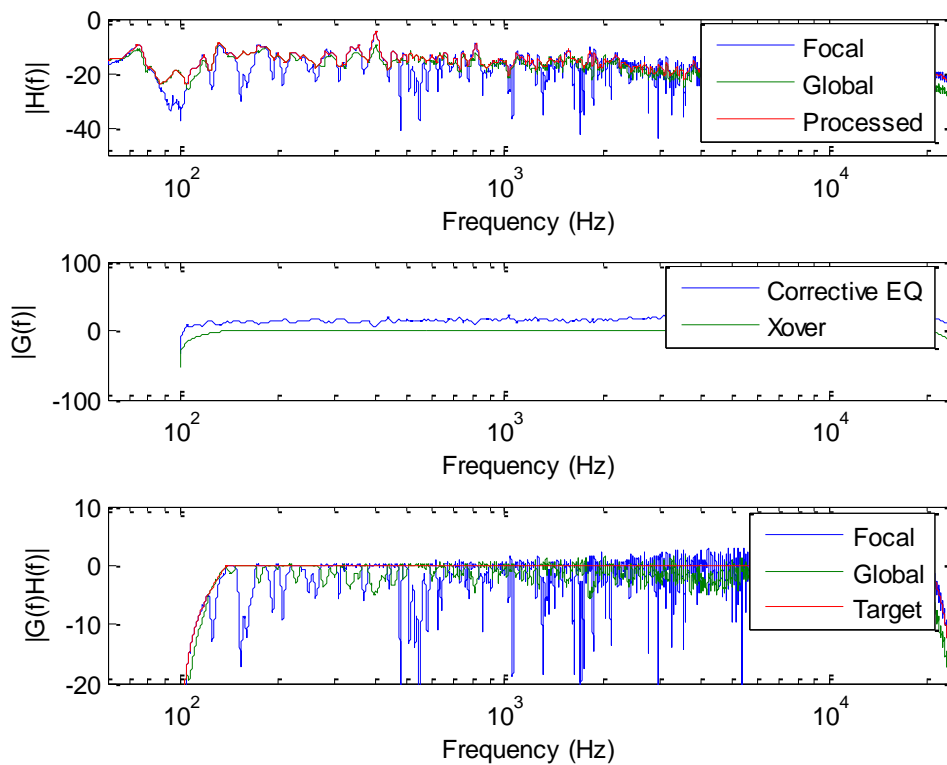 0
-20
-40
|H(f)|
10^2
10^3
10^4
Frequency (Hz)
Focal
Global
Processed
100
0
-100
|G(f)|
10^2
10^3
10^4
Frequency (Hz)
Corrective EQ
Xover
10
0
-10
-20
|G(f)H(f)|
10^2
10^3
10^4
Frequency (Hz)
Focal
Global
Target